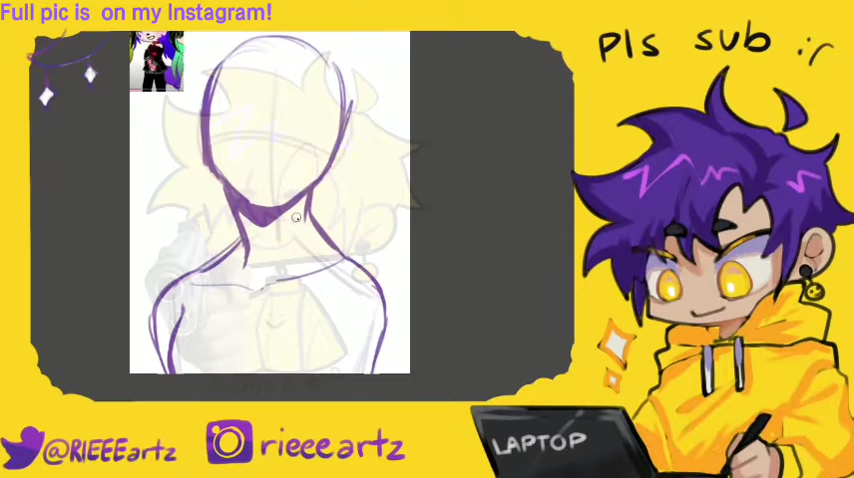 Full pic is on my Instagram!
pls sub :(
@RIEEEartz
rieeeartz
LAPTOP